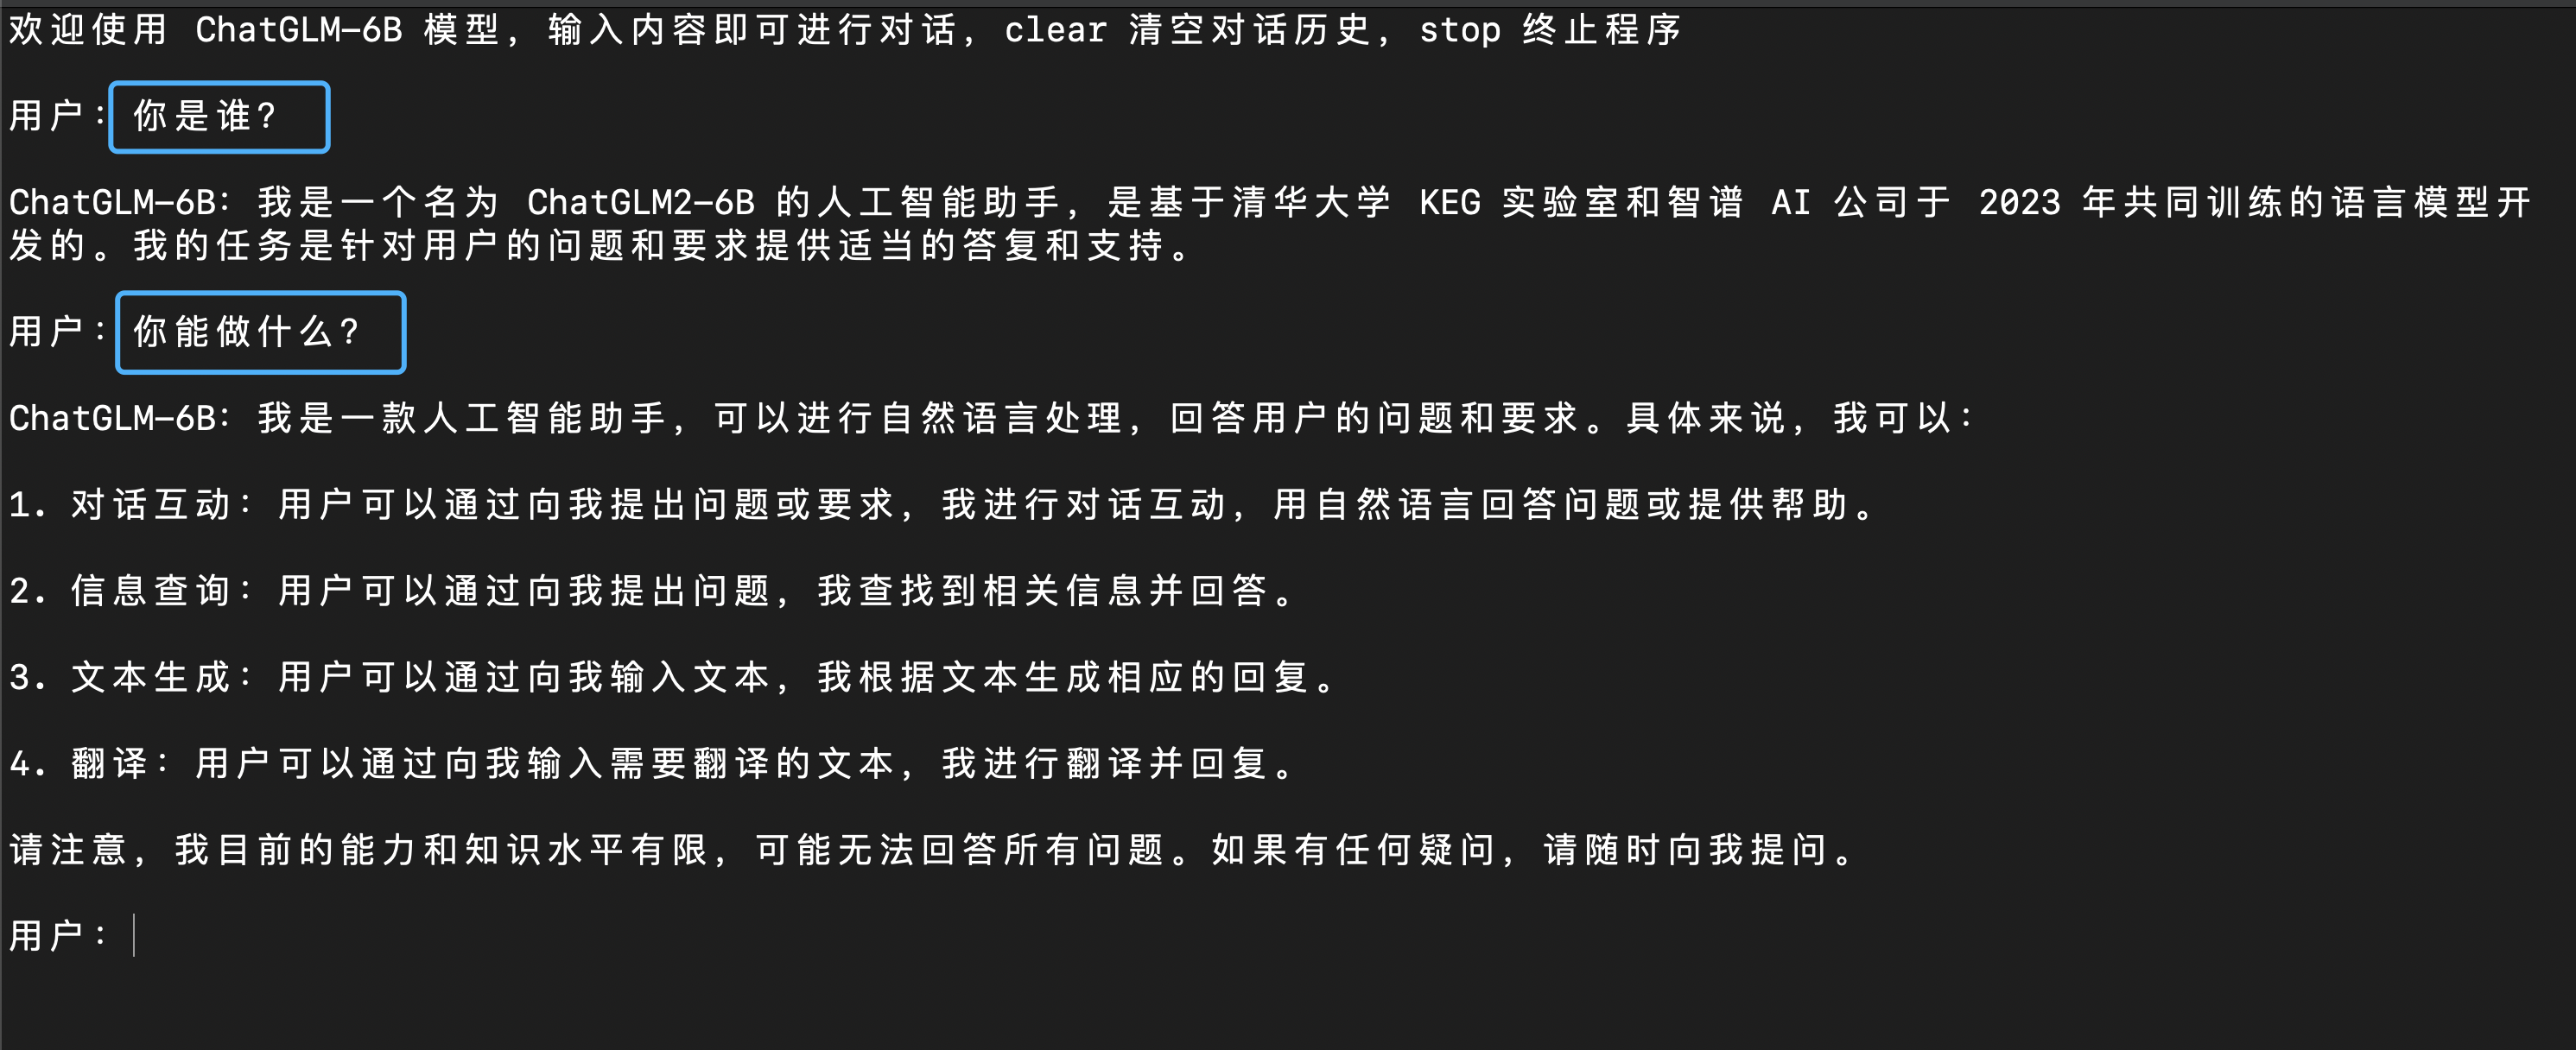 欢迎使用 ChatGLM-6B 模型，输入内容即可进行对话，clear 清空对话历史，stop 终止程序
用户：你是谁?
ChatGLM-6B：我是一个名为 ChatGLM2-6B 的人工智能助手，是基于清华大学 KEG 实验室和智谱 AI 公司于 2023 年共同训练的语言模型开
发的。我的任务是针对用户的问题和要求提供适当的答复和支持。
用户：你能做什么?
ChatGLM-6B：我是一款人工智能助手，可以进行自然语言处理，回答用户的问题和要求。具体来说，我可以：
1. 对话互动：用户可以通过向我提出问题或要求，我进行对话互动，用自然语言回答问题或提供帮助。
2. 信息查询：用户可以通过向我提出问题，我查找到相关信息并回答。
3. 文本生成：用户可以通过向我输入文本，我根据文本生成相应的回复。
4. 翻译：用户可以通过向我输入需要翻译的文本，我进行翻译并回复。
请注意，我目前的能力和知识水平有限，可能无法回答所有问题。如果有任何疑问，请随时向我提问。
用户：